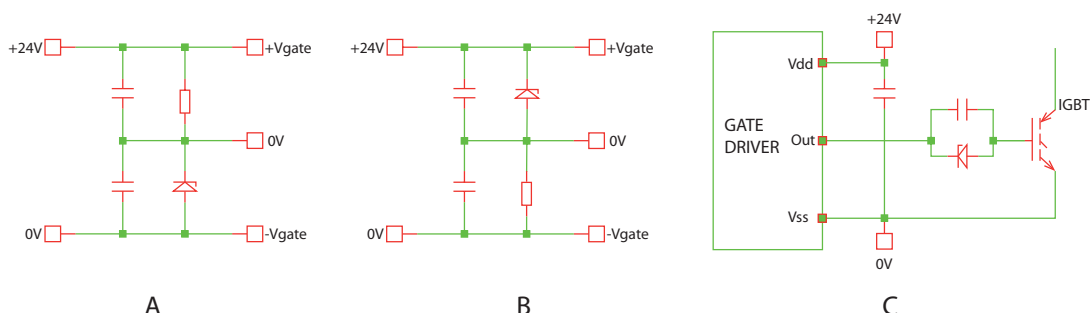 +24V
+Vgate
0V
0V
-Vgate
A
+24V
+Vgate
0V
0V
-Vgate
B
+24V
Vdd
GATE
DRIVER
Out
IGBT
Vss
0V
C